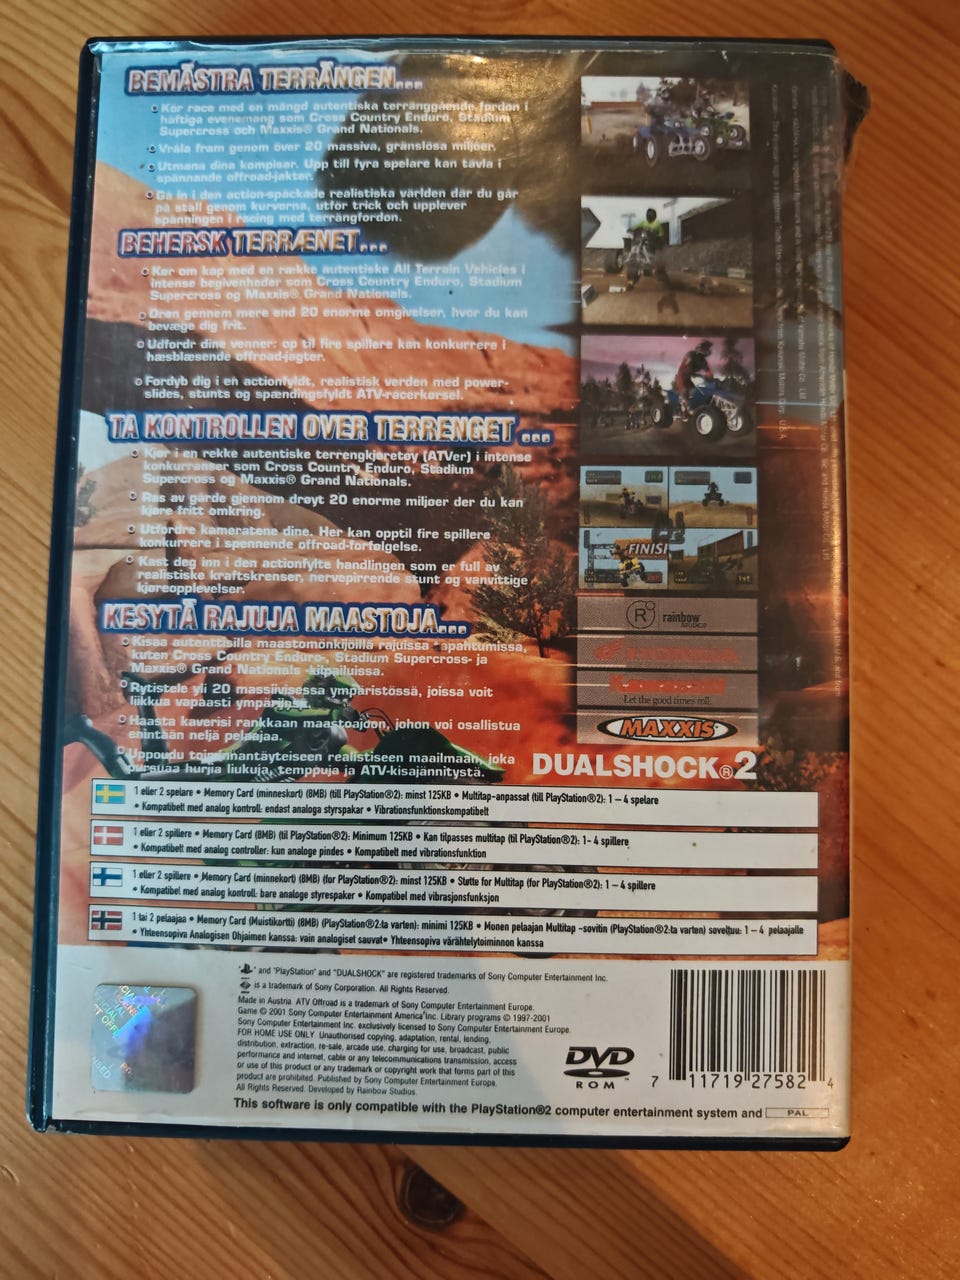 BEMÄSTRA TERRÄNGEN...
Kör race med en mängd autentiska terränggående fordon i
häftiga evenemang som Cross Country Enduro, Stadium
Supercross och Maxxis® Grand Nationals.
Vråla fram genom över 20 massiva, gränslösa miljöer.
Utmana dina kompisar. Upp till fyra spelare kan tävla i
spännande offroad-jakter.
Gå in i den action-späckade realistiska världen där du går
på ställ genom kurvorna, utför trick och upplever
spänningen i racing med terrängfordon.
BEHERSK TERRÆNET...
Kør om kap med en række autentiske All Terrain Vehicles i
intense begivenheder som Cross Country Enduro, Stadium
Supercross og Maxxis® Grand Nationals.
Drøn gennem mere end 20 enorme omgivelser, hvor du kan
bevæge dig frit.
Udfordr dine venner: op til fire spillere kan konkurrere i
hæsblæsende offroad-jagter.
Fordyb dig i en actionfyldt, realistisk verden med power-
slides, stunts og spændingsfyldt ATV-racerkørsel.
TA KONTROLLEN OVER TERRENGET ...
Kjør i en rekke autentiske terrengkjøretøy (ATVer) i intense
konkurranser som Cross Country Enduro, Stadium
Supercross og Maxxis® Grand Nationals.
Ras av gårde gjennom drøyt 20 enorme miljøer der du kan
kjøre fritt omkring.
Utfordre kameratene dine. Her kan opptil fire spillere
konkurrere i spennende offroad-forfølgelse.
Kast deg inn i den actionfylte handlingen som er full av
realistiske kraftskrenser, nervepirrende stunt og vanvittige
kjøreopplevelser.
FINISH
rainbow
STUDIOS
KESYTÄ RAJUJA MAASTOJA...
Kisaa autenttisilla maastomönkijöillä rajuissa tapahtumissa,
kuten Cross Country Enduro-, Stadium Supercross- ja
Maxxis® Grand Nationals -kilpailuissa.
Rytistele yli 20 massiivisessa ympäristössä, joissa voit
liikkua vapaasti ympäriinsä.
Haasta kaverisi rankkaan maastoajoon, johon voi osallistua
enintään neljä pelaajaa.
Uppoudu toiminnantäyteiseen realistiseen maailmaan, joka
pursuaa hurjia liukuja, temppuja ja ATV-kisajännitystä.
Kawasaki
Let the good times roll.
MAXXIS®
DUALSHOCK®2
1 eller 2 spelare • Memory Card (minneskort) (8MB) (till PlayStation®2): minst 125KB • Multitap-anpassat (till PlayStation®2): 1 – 4 spelare
• Kompatibelt med analog kontroll: endast analoga styrspakar • Vibrationsfunktionskompatibelt
1 eller 2 spillere • Memory Card (8MB) (til PlayStation®2): Minimum 125KB • Kan tilpasses multitap (til PlayStation®2): 1- 4 spillere
• Kompatibelt med analog controller: kun analoge pindes • Kompatibelt med vibrationsfunktion
1 eller 2 spillere • Memory Card (minnekort) (8MB) (for PlayStation®2): minst 125KB • Støtte for Multitap (for PlayStation®2): 1 – 4 spillere
• Kompatibel med analog kontroll: bare analoge styrespaker • Kompatibel med vibrasjonsfunksjon
1 tai 2 pelaajaa • Memory Card (Muistikortti) (8MB) (PlayStation®2:ta varten): minimi 125KB • Monen pelaajan Multitap –sovitin (PlayStation®2:ta varten) soveltuu: 1 – 4 pelaajalle
• Yhteensopiva Analogisen Ohjaimen kanssa: vain analogiset sauvat• Yhteensopiva värähtelytoiminnon kanssa
and "PlayStation" and "DUALSHOCK" are registered trademarks of Sony Computer Entertainment Inc.
is a trademark of Sony Corporation. All Rights Reserved.
Made in Austria. ATV Offroad is a trademark of Sony Computer Entertainment Europe.
Game © 2001 Sony Computer Entertainment America Inc. Library programs © 1997-2001
Sony Computer Entertainment Inc. exclusively licensed to Sony Computer Entertainment Europe.
FOR HOME USE ONLY. Unauthorised copying, adaptation, rental, lending,
distribution, extraction, re-sale, arcade use, charging for use, broadcast, public
performance and internet, cable or any telecommunications transmission, access
or use of this product or any trademark or copyright work that forms part of this
product are prohibited. Published by Sony Computer Entertainment Europe.
All Rights Reserved. Developed by Rainbow Studios.
DVD
ROM
7 11719 27582 4
This software is only compatible with the PlayStation®2 computer entertainment system and PAL